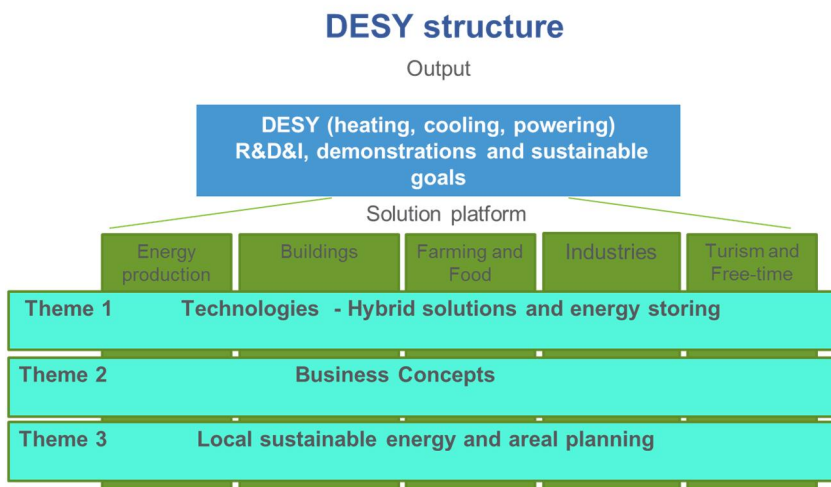 DESY structure
Output
DESY (heating, cooling, powering)
R&D&I, demonstrations and sustainable
goals
Solution platform
Energy
production
Buildings
Farming and
Food
Industries
Turism and
Free-time
Theme 1 Technologies - Hybrid solutions and energy storing
Theme 2 Business Concepts
Theme 3 Local sustainable energy and areal planning